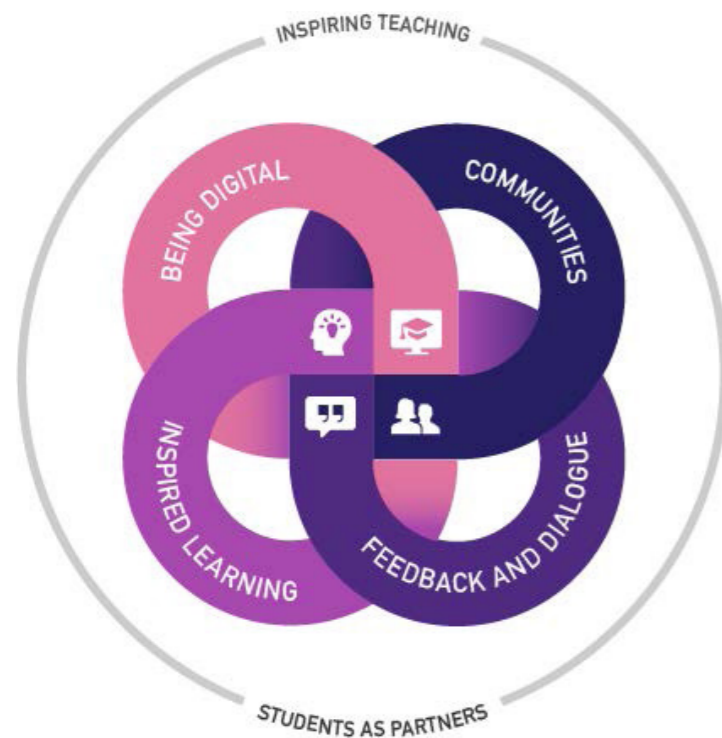 INSPIRING TEACHING
BEING DIGITAL
COMMUNITIES
INSPIRED LEARNING
FEEDBACK AND DIALOGUE
STUDENTS AS PARTNERS